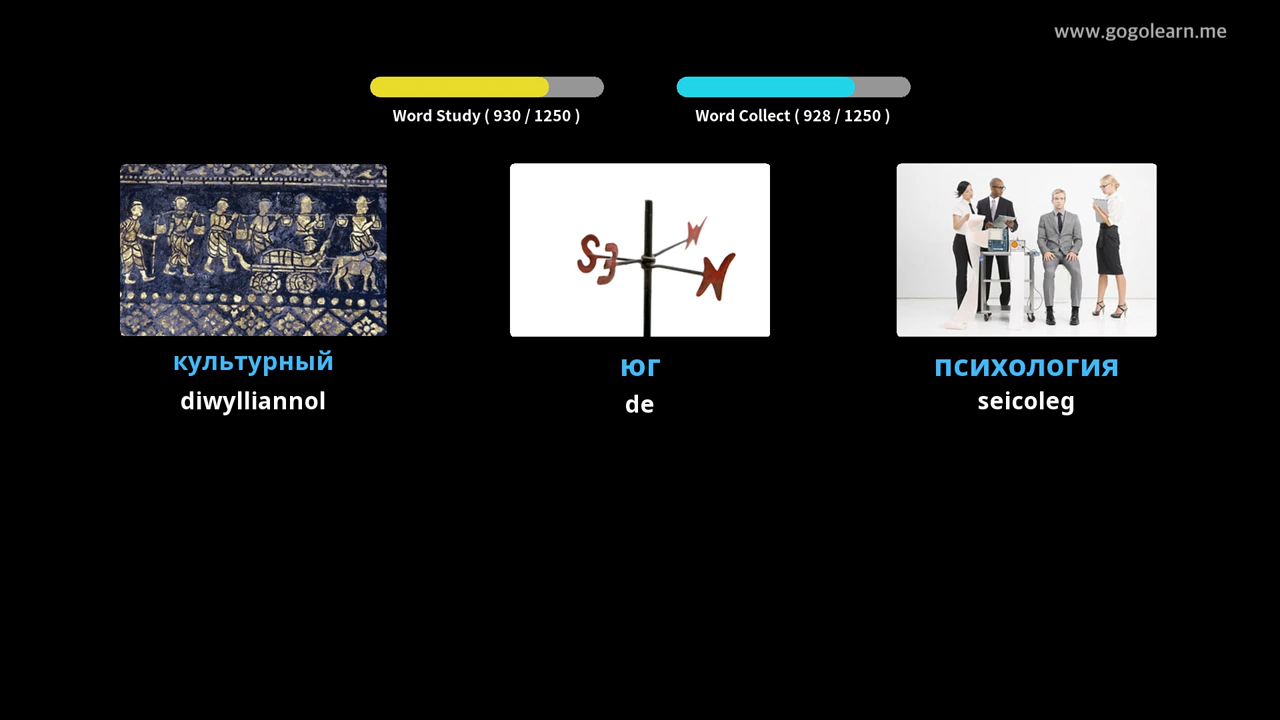 www.gogolearn.me
Word Study ( 930 / 1250 )
Word Collect ( 928 / 1250 )
культурный
diwylliannol
юг
de
психология
seicoleg